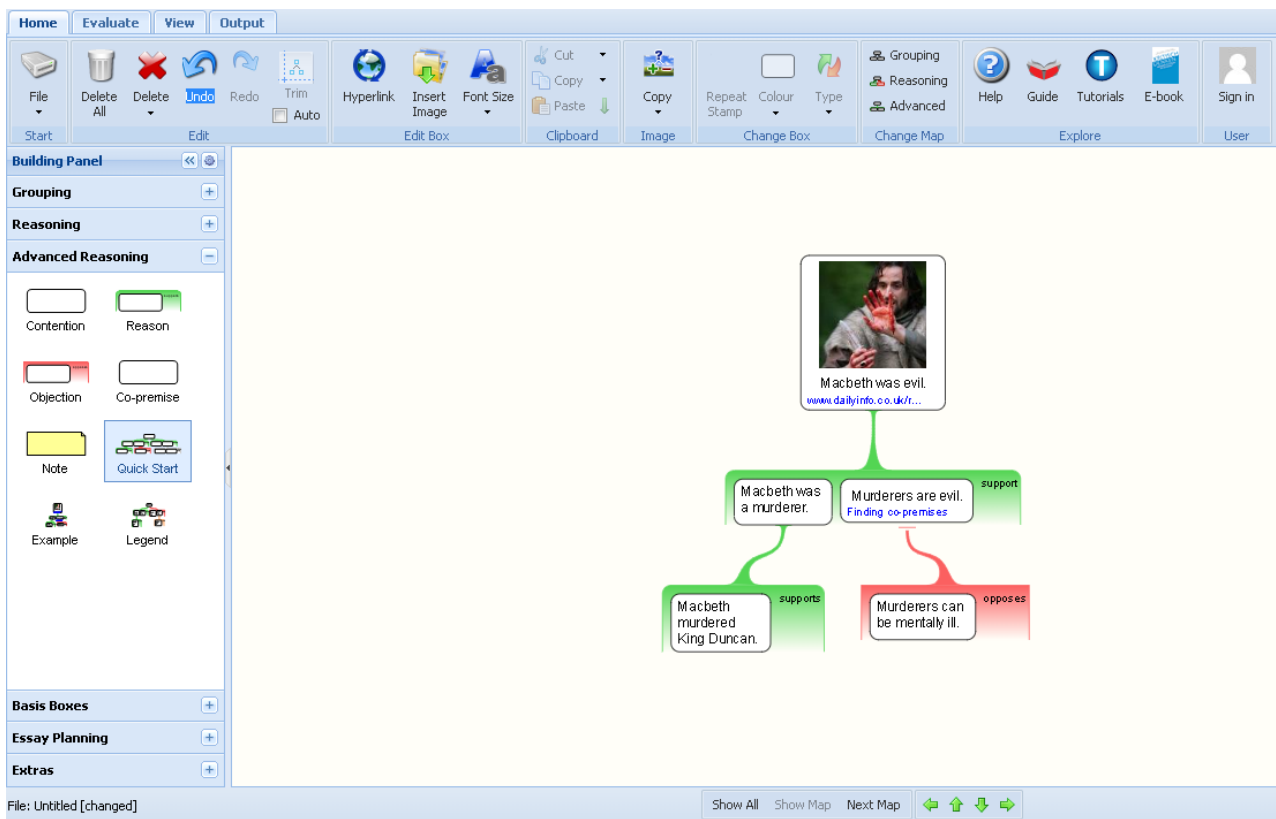 Home Evaluate View Output
File
Start
Delete All
Delete
Undo
Redo
Trim
Auto
Edit
Hyperlink
Insert Image
Font Size
Edit Box
Cut
Copy
Paste
Clipboard
Copy
Image
Repeat Stamp
Colour
Type
Change Box
Grouping
Reasoning
Advanced
Change Map
Help
Guide
Tutorials
E-book
Explore
Sign in
User
Building Panel
Grouping
Reasoning
Advanced Reasoning
Contention
Reason
Objection
Co-premise
Note
Quick Start
Example
Legend
Basis Boxes
Essay Planning
Extras
Macbeth was evil.
www.dailyinfo.co.uk/r...
Macbeth was
a murderer.
Murderers are evil.
Finding co-premises
support
Macbeth
murdered
King Duncan.
supports
Murderers can
be mentally ill.
opposes
File: Untitled [changed]
Show All Show Map Next Map